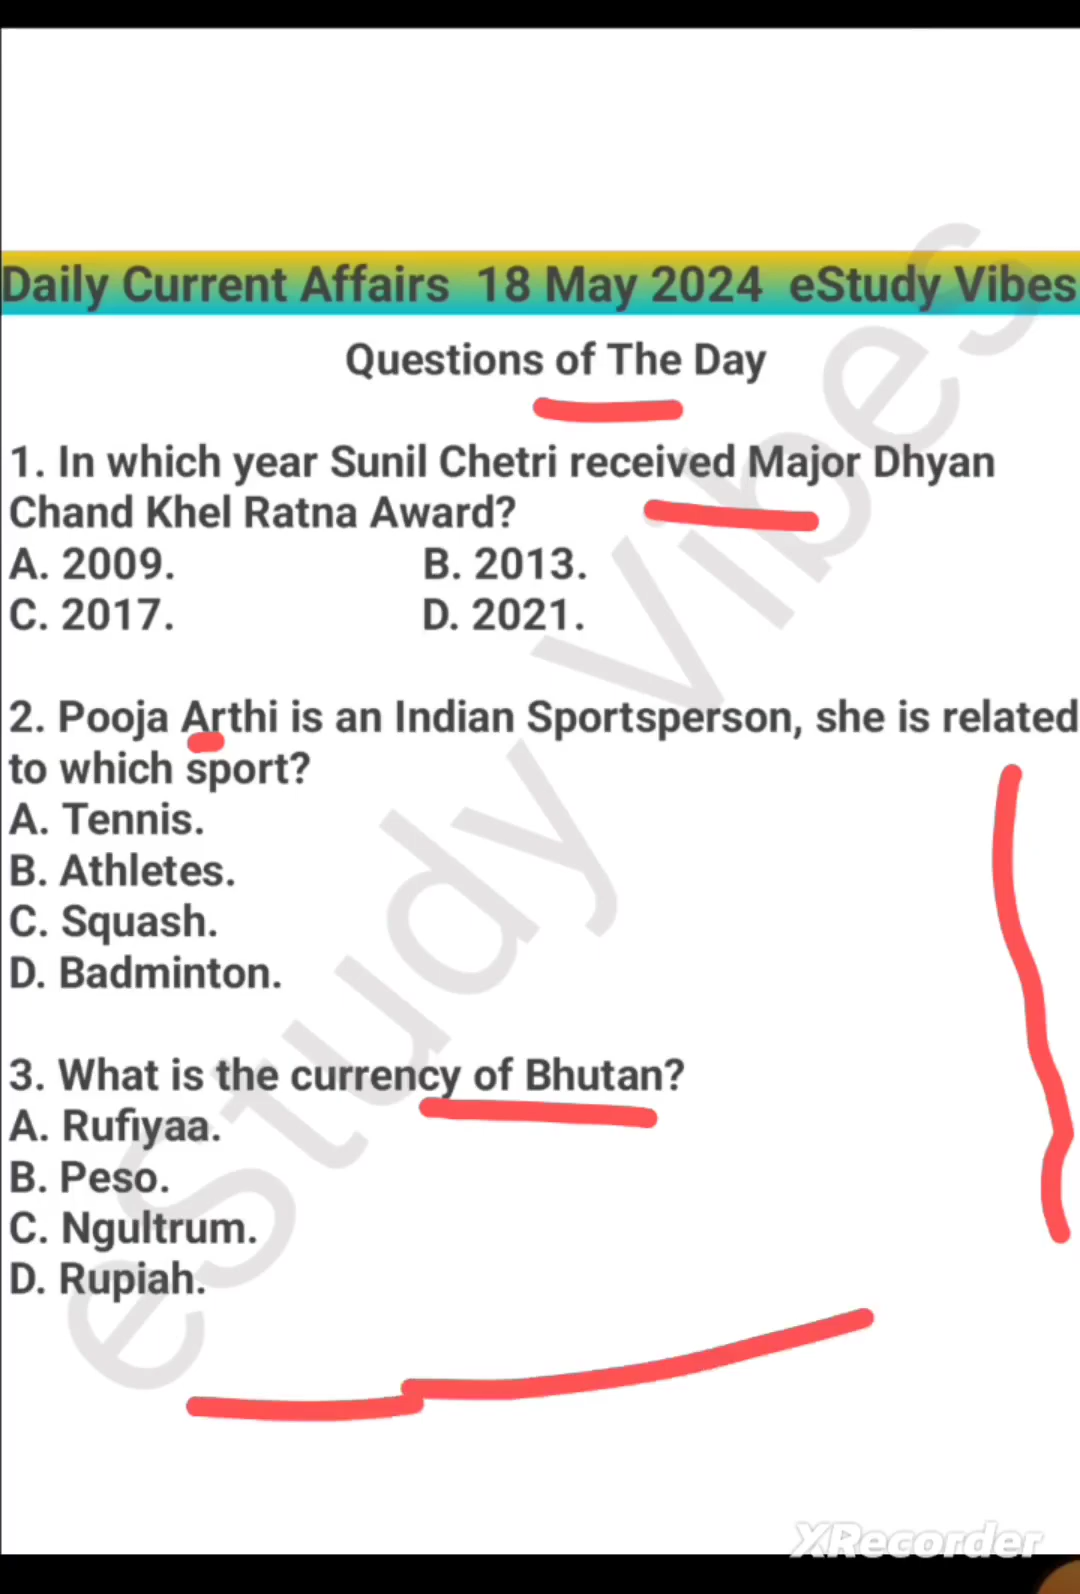 Daily Current Affairs 18 May 2024 eStudy Vibes
Questions of The Day
1. In which year Sunil Chetri received Major Dhyan
Chand Khel Ratna Award?
A. 2009. B. 2013.
C. 2017. D. 2021.
2. Pooja Arthi is an Indian Sportsperson, she is related
to which sport?
A. Tennis.
B. Athletes.
C. Squash.
D. Badminton.
3. What is the currency of Bhutan?
A. Rufiyaa.
B. Peso.
C. Ngultrum.
D. Rupiah.
eStudy Vibes
XRecorder